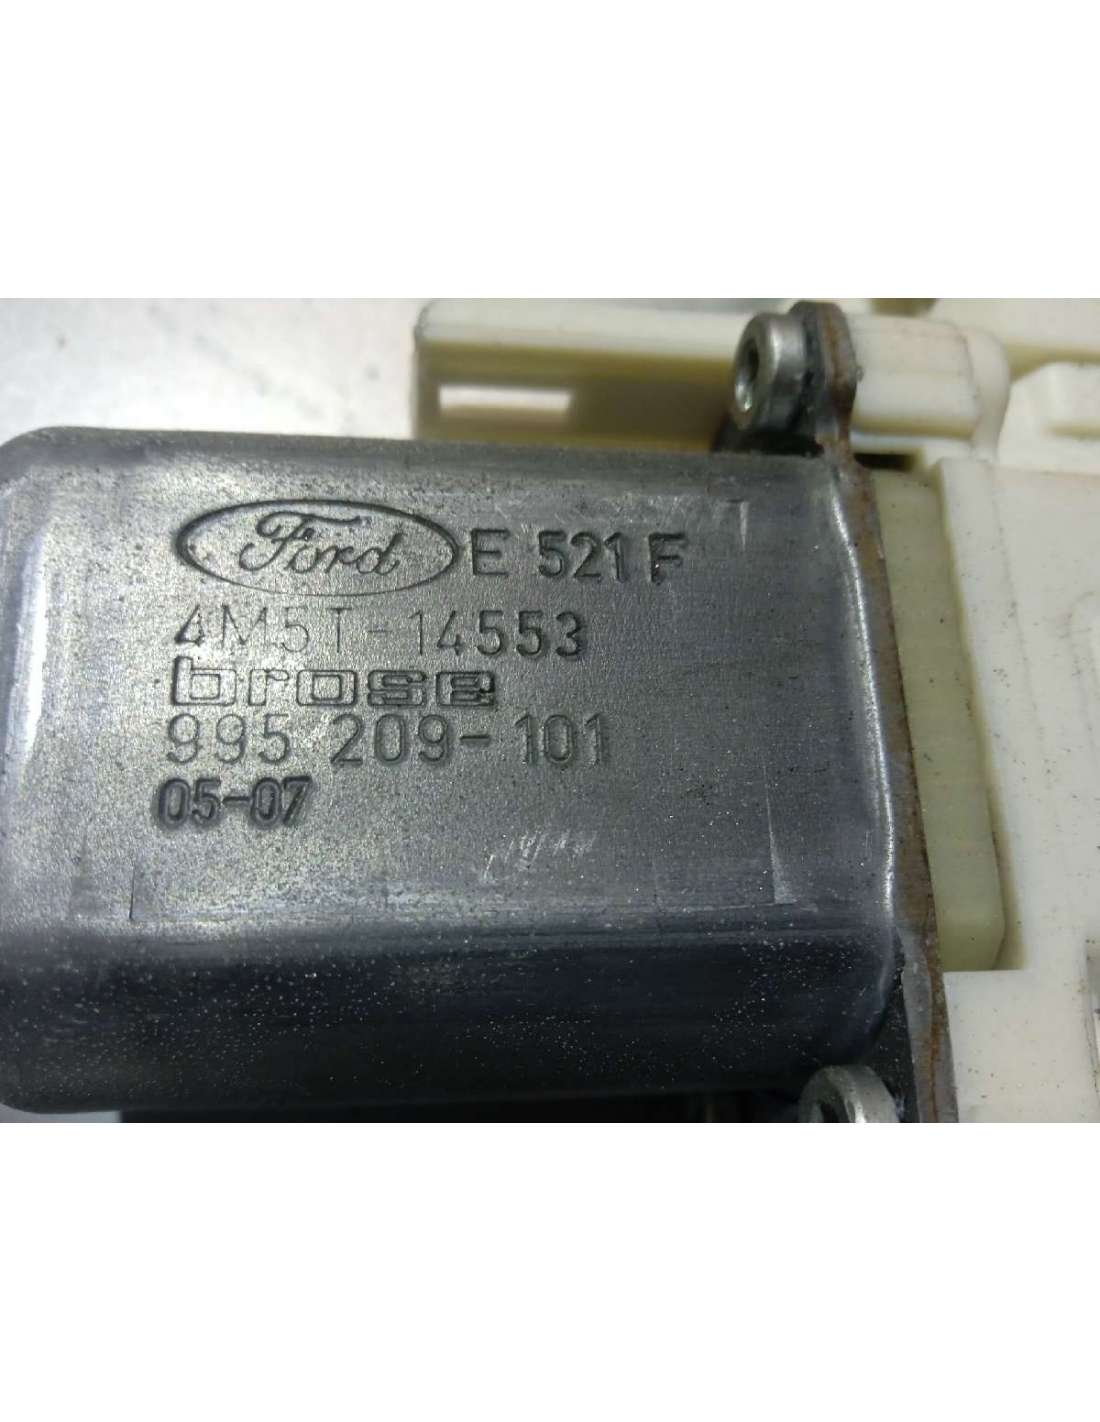 Ford E 521 F
4M5T-14553
brose
995 209-101
05-07